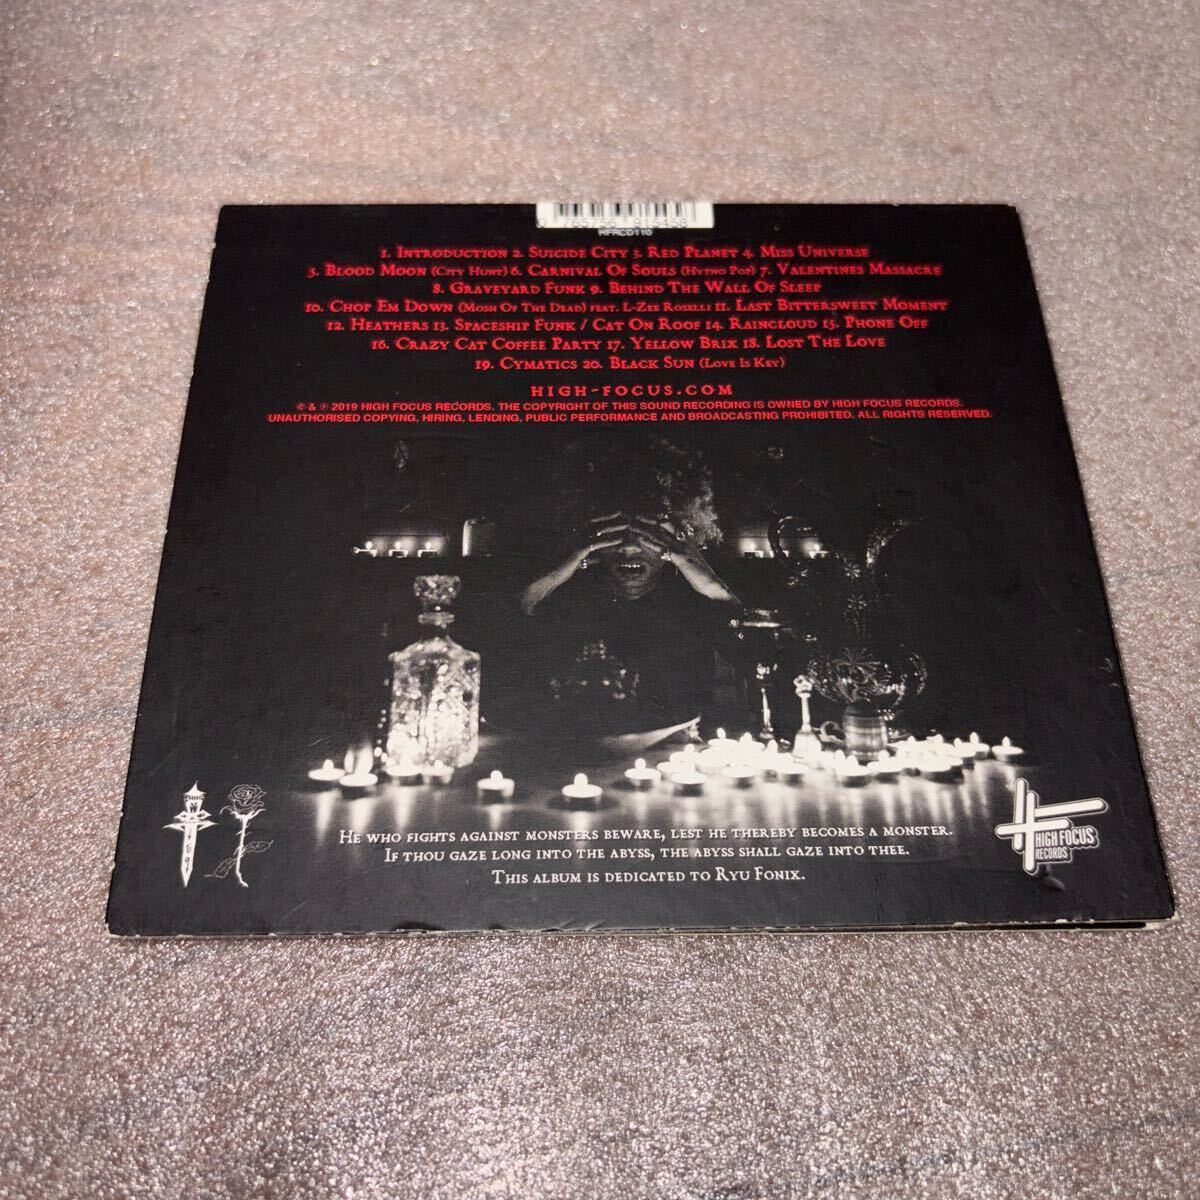 HFRCD110
1. Introduction 2. Suicide City 3. Red Planet 4. Miss Universe
5. Blood Moon (City Hunt) 6. Carnival Of Souls (Hypno Pop) 7. Valentines Massacre
8. Graveyard Funk 9. Behind The Wall Of Sleep
10. Chop Em Down (Mosh Of The Dead) feat. L-Zee Roselli 11. Last Bittersweet Moment
12. Heathers 13. Spaceship Funk / Cat On Roof 14. Raincloud 15. Phone Off
16. Crazy Cat Coffee Party 17. Yellow Brix 18. Lost The Love
19. Cymatics 20. Black Sun (Love Is Key)
HIGH-FOCUS.COM
© & ℗ 2019 HIGH FOCUS RECORDS. THE COPYRIGHT OF THIS SOUND RECORDING IS OWNED BY HIGH FOCUS RECORDS.
UNAUTHORISED COPYING, HIRING, LENDING, PUBLIC PERFORMANCE AND BROADCASTING PROHIBITED. ALL RIGHTS RESERVED.
He who fights against monsters beware, lest he thereby becomes a monster.
If thou gaze long into the abyss, the abyss shall gaze into thee.
This album is dedicated to Ryu Fonix.
HIGH FOCUS
RECORDS